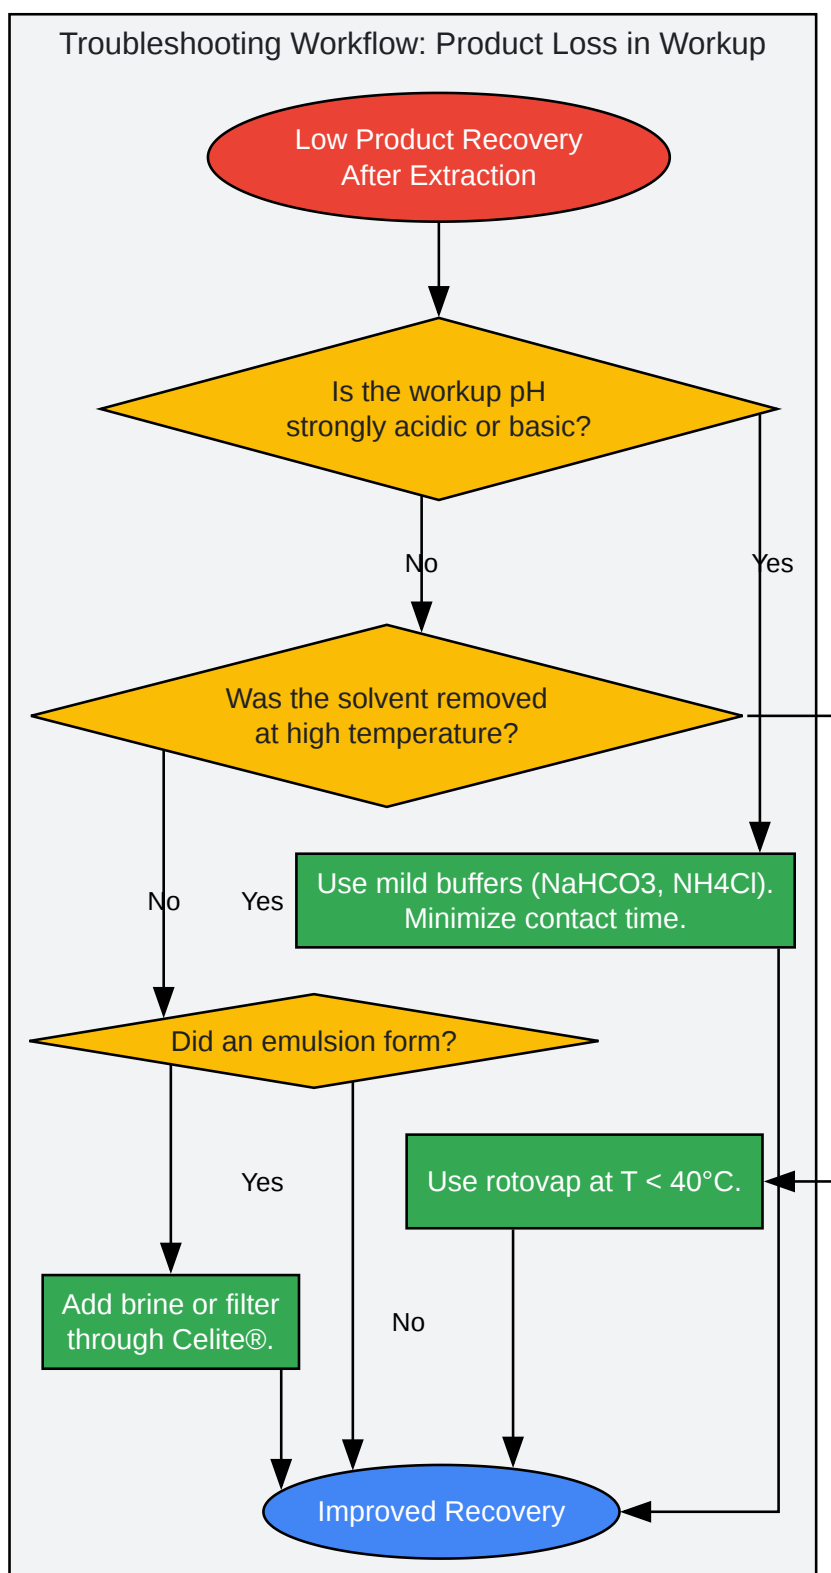 Troubleshooting Workflow: Product Loss in Workup
Low Product Recovery
After Extraction
Is the workup pH
strongly acidic or basic?
No
Yes
Was the solvent removed
at high temperature?
Use mild buffers (NaHCO3, NH4Cl).
Minimize contact time.
No
Yes
Did an emulsion form?
Yes
Use rotovap at T < 40°C.
Add brine or filter
through Celite®.
No
Improved Recovery